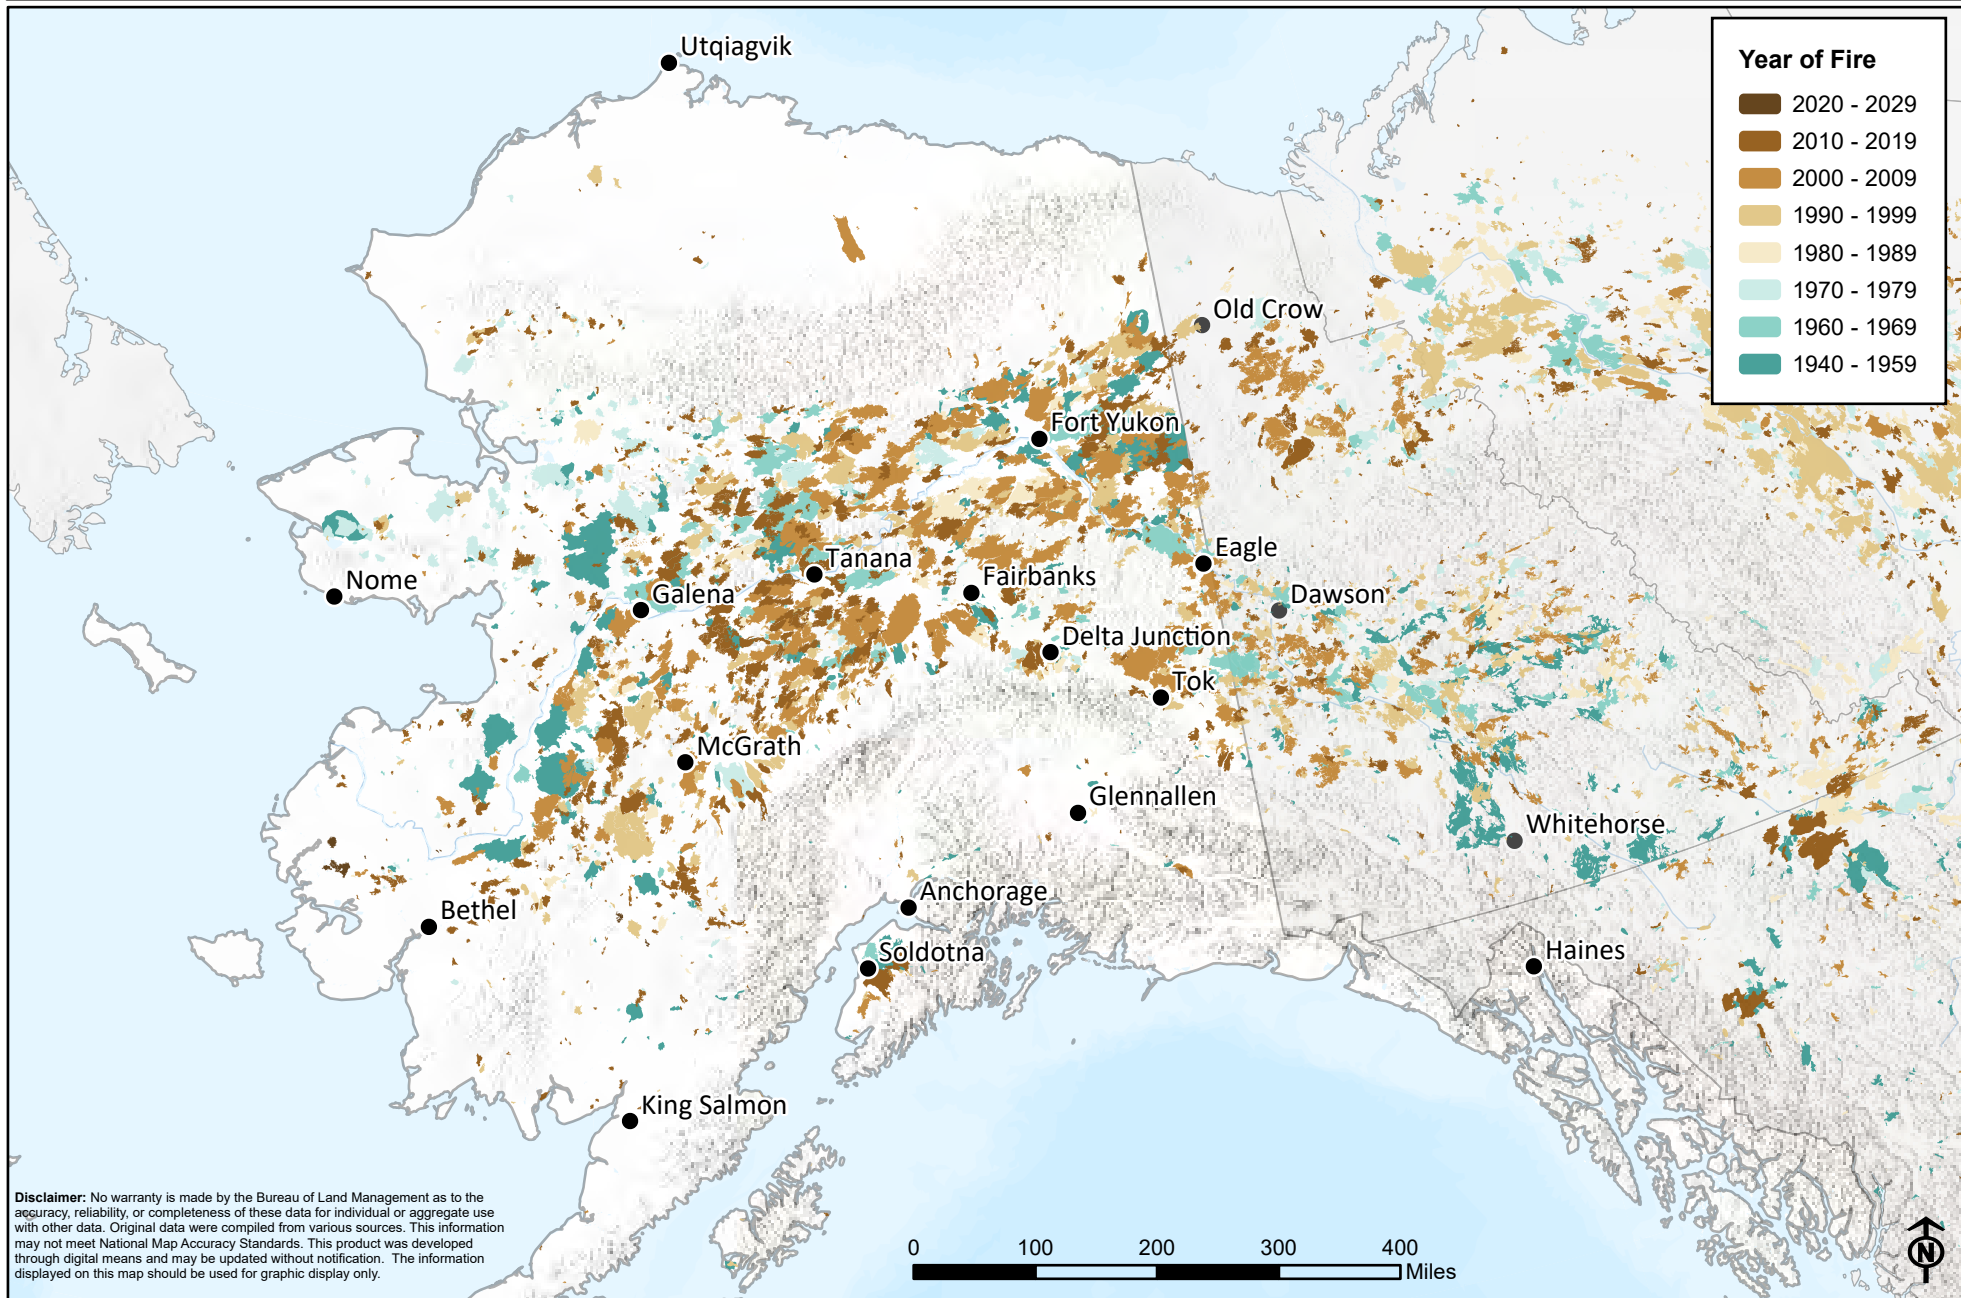 Utqiagvik
Year of Fire
2020 - 2029
2010 - 2019
2000 - 2009
1990 - 1999
1980 - 1989
1970 - 1979
1960 - 1969
1940 - 1959
Old Crow
Fort Yukon
Eagle
Tanana
Fairbanks
Nome
Galena
Dawson
Delta Junction
Tok
McGrath
Glennallen
Whitehorse
Anchorage
Bethel
Soldotna
Haines
King Salmon
Disclaimer: No warranty is made by the Bureau of Land Management as to the
accuracy, reliability, or completeness of these data for individual or aggregate use
with other data. Original data were compiled from various sources. This information
may not meet National Map Accuracy Standards. This product was developed
through digital means and may be updated without notification. The information
displayed on this map should be used for graphic display only.
0 100 200 300 400
Miles
N